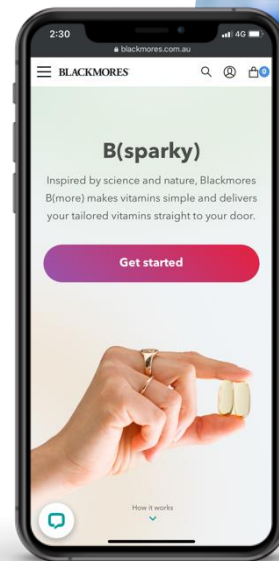 2:30
4G
blackmores.com.au
BLACKMORES
0
B(sparky)
Inspired by science and nature, Blackmores
B(more) makes vitamins simple and delivers
your tailored vitamins straight to your door.
Get started
How it works